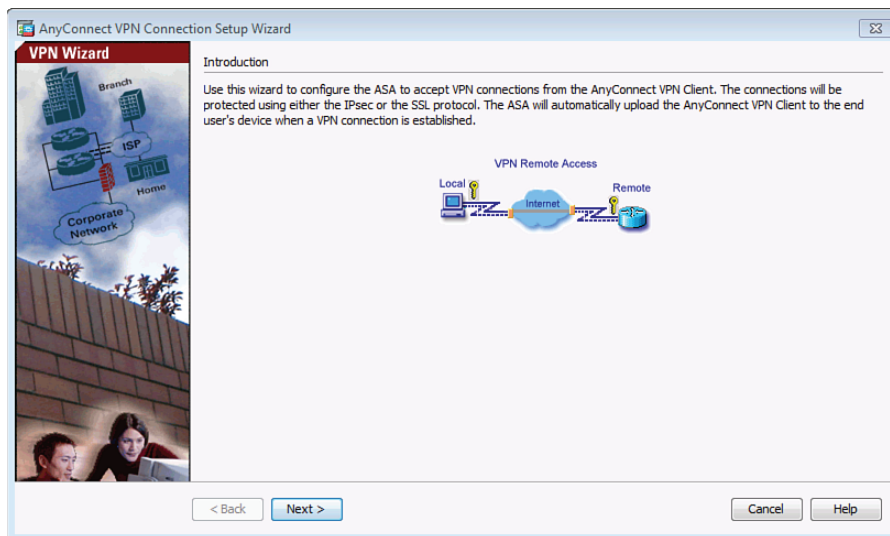 AnyConnect VPN Connection Setup Wizard
VPN Wizard
Branch
ISP
Home
Corporate
Network
Introduction
Use this wizard to configure the ASA to accept VPN connections from the AnyConnect VPN Client. The connections will be
protected using either the IPsec or the SSL protocol. The ASA will automatically upload the AnyConnect VPN Client to the end
user's device when a VPN connection is established.
VPN Remote Access
Local
Internet
Remote
< Back
Next >
Cancel
Help